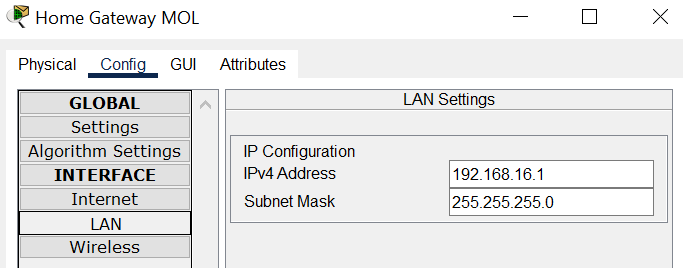 Home Gateway MOL
Physical Config GUI Attributes
GLOBAL
Settings
Algorithm Settings
INTERFACE
Internet
LAN
Wireless
LAN Settings
IP Configuration
IPv4 Address 192.168.16.1
Subnet Mask 255.255.255.0